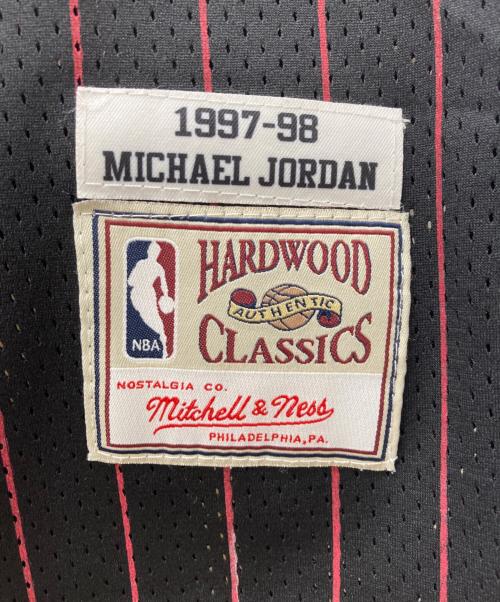 1997-98
MICHAEL JORDAN
HARDWOOD
AUTHENTIC
CLASSICS
NBA
NOSTALGIA CO.
Mitchell & Ness
PHILADELPHIA, PA.